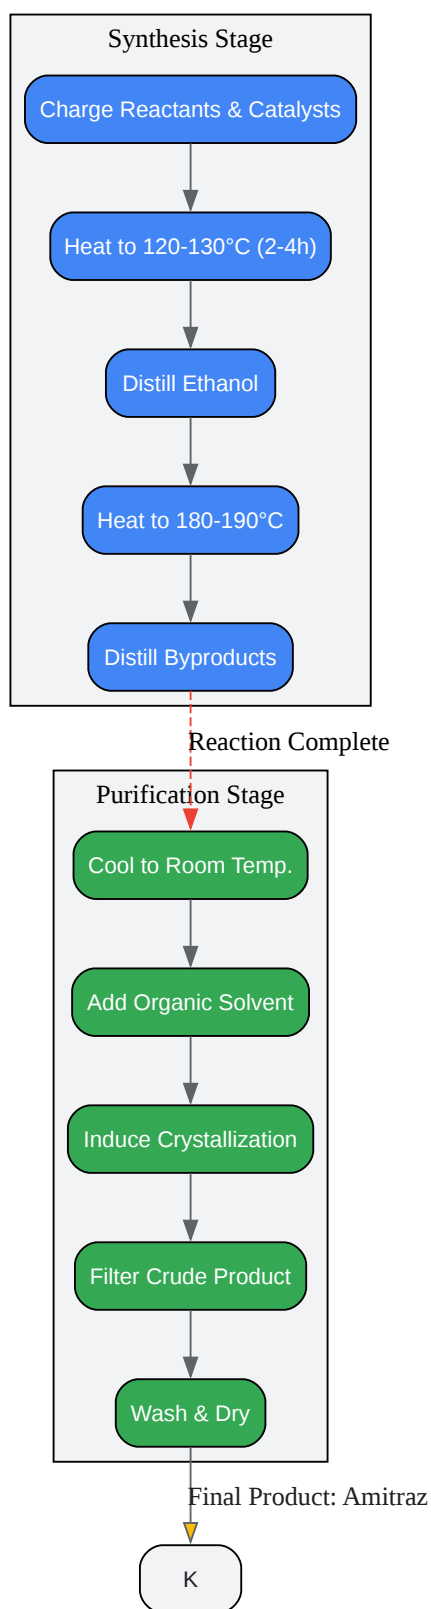 Synthesis Stage
Charge Reactants & Catalysts
Heat to 120-130°C (2-4h)
Distill Ethanol
Heat to 180-190°C
Distill Byproducts
Reaction Complete
Purification Stage
Cool to Room Temp.
Add Organic Solvent
Induce Crystallization
Filter Crude Product
Wash & Dry
Final Product: Amitraz
K